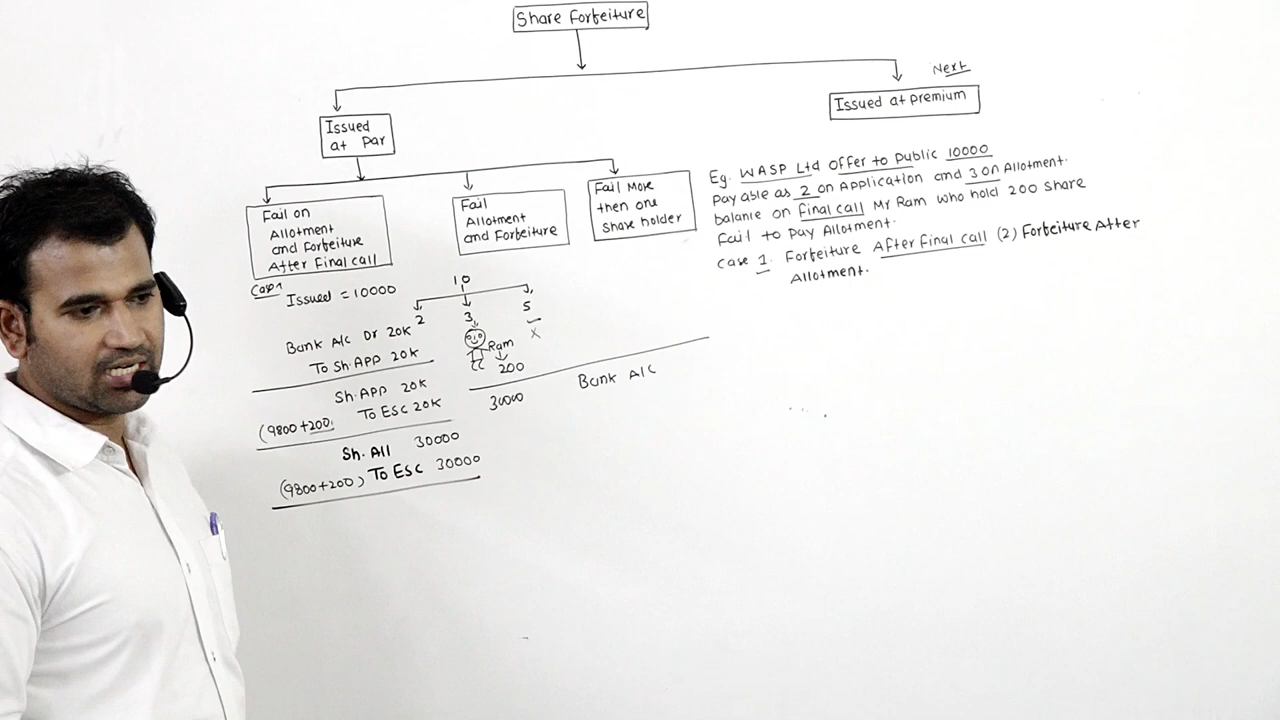 Share Forfeiture
Next
Issued at Par
Issued at premium
Fail on
Allotment
and Forfeiture
After Final call
Fail
Allotment
and Forfeiture
Fail More
then one
share holder
Eg. WASP Ltd offer to Public 10000
Payable as 2 on Application and 3 on Allotment.
balance on final call Mr Ram who hold 200 share
Fail to Pay Allotment.
case 1. Forfeiture After final call (2) Forfeiture After
Allotment.
Case 1
Issued = 10000
10
2 3 5
X
Ram
200
Bank A/c Dr 20K
To Sh. App 20K
Sh. App 20K
(9800+200) To ESC 20K
Sh. All 30000
(9800+200) To ESC 30000
30000
Bank A/c